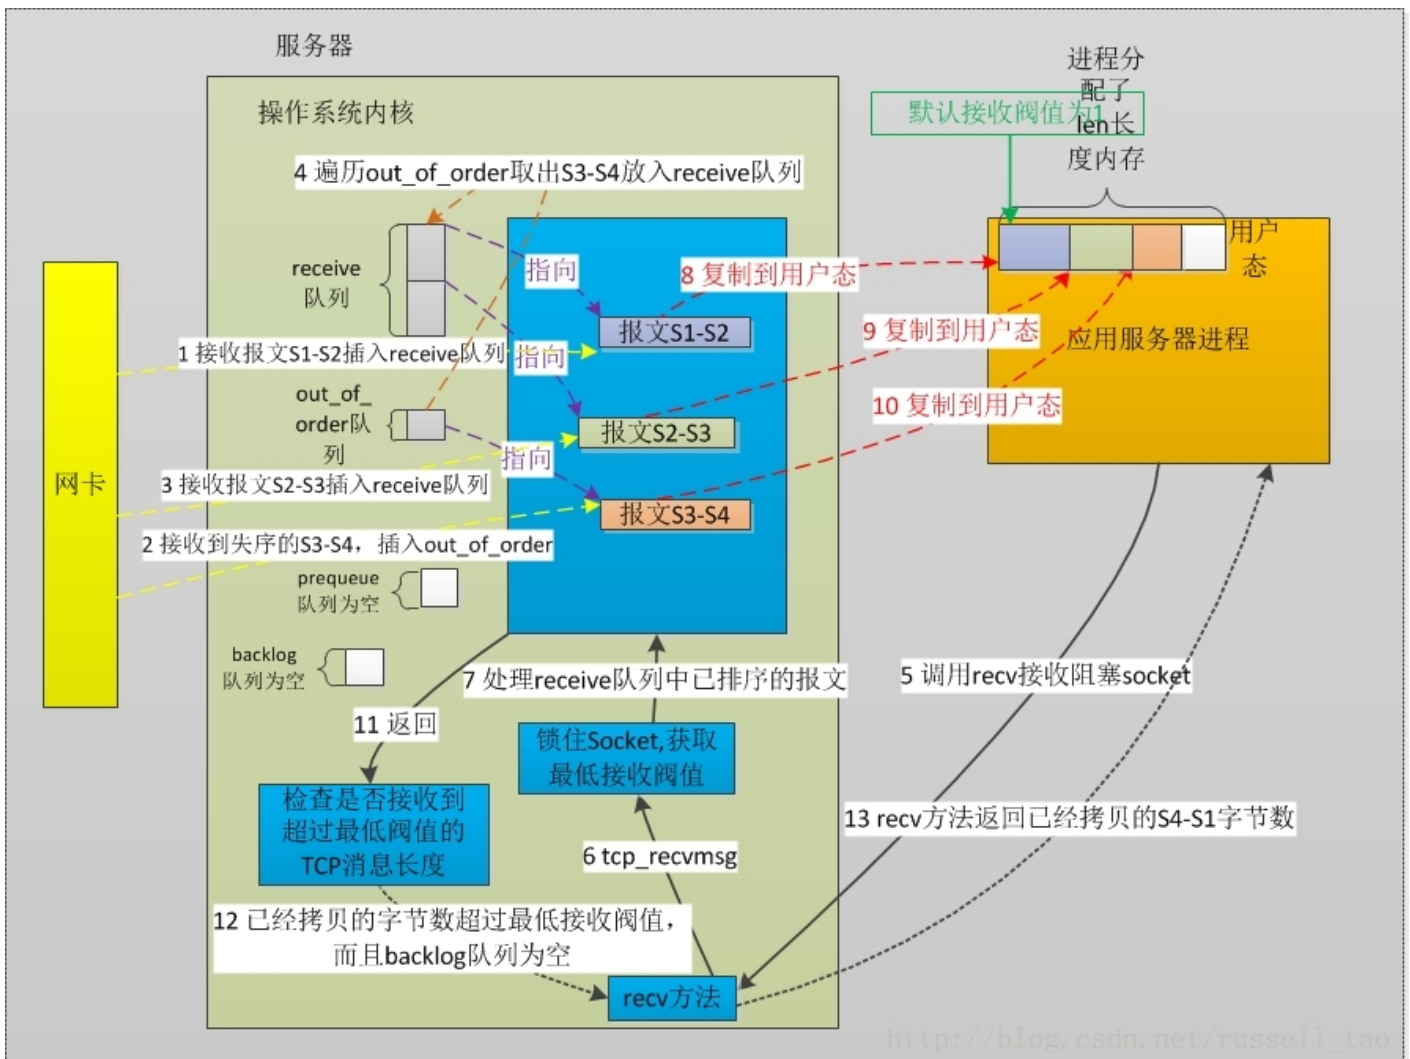 服务器
进程分
配了
len长
度内存
操作系统内核
默认接收阀值为1
4 遍历out_of_order取出S3-S4放入receive队列
用户
态
receive
队列
指向
8 复制到用户态
报文S1-S2
9 复制到用户态
应用服务器进程
1 接收报文S1-S2插入receive队列
指向
out_of_
order队
列
10 复制到用户态
报文S2-S3
指向
网卡
3 接收报文S2-S3插入receive队列
报文S3-S4
2 接收到失序的S3-S4，插入out_of_order
prequeue
队列为空
backlog
队列为空
7 处理receive队列中已排序的报文
5 调用recv接收阻塞socket
11 返回
锁住Socket,获取
最低接收阀值
检查是否接收到
超过最低阀值的
TCP消息长度
13 recv方法返回已经拷贝的S4-S1字节数
6 tcp_recvmsg
12 已经拷贝的字节数超过最低接收阀值，
而且backlog队列为空
recv方法
http://blog.csdn.net/russell_tao